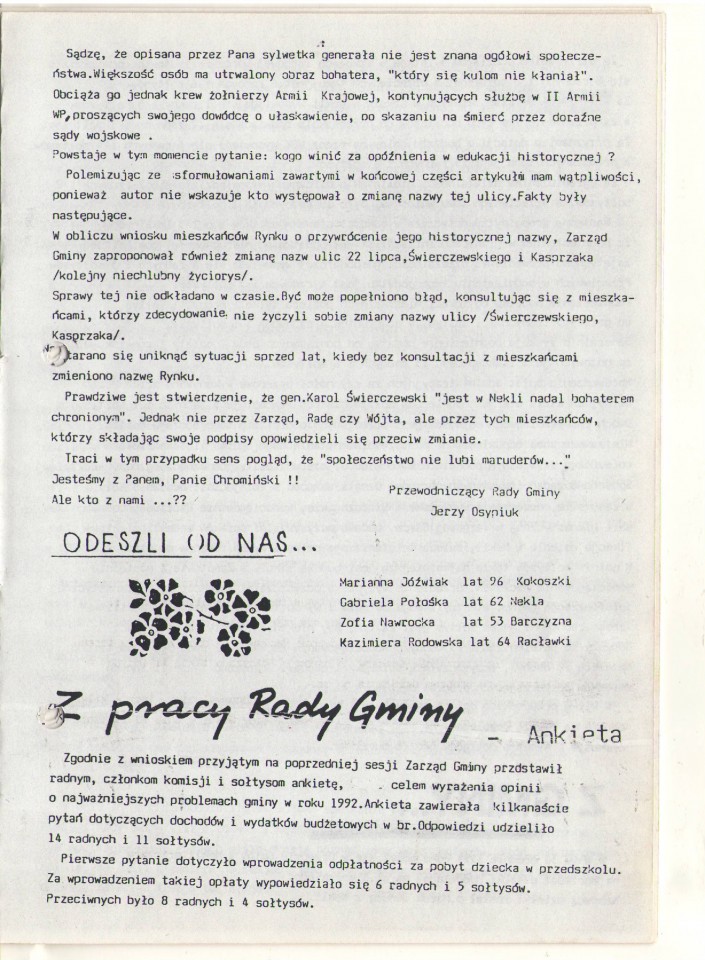 Sądzę, że opisana przez Pana sylwetka generała nie jest znana ogółowi społecze-
ństwa.Większość osób ma utrwalony obraz bohatera, "który się kulom nie kłaniał".
Obciąża go jednak krew żołnierzy Armii Krajowej, kontynujących służbę w II Armii
WP,proszących swojego dowódcę o ułaskawienie, po skazaniu na śmierć przez doraźne
sądy wojskowe .
Powstaje w tym momencie pytanie: kogo winić za opóźnienia w edukacji historycznej ?
Polemizując ze sformułowaniami zawartymi w końcowej części artykułu mam wątpliwości,
ponieważ autor nie wskazuje kto występował o zmianę nazwy tej ulicy.Fakty były
następujące.
W obliczu wniosku mieszkańców Rynku o przywrócenie jego historycznej nazwy, Zarząd
Gminy zaproponował również zmianę nazw ulic 22 lipca,Świerczewskiego i Kasprzaka
/kolejny niechlubny życiorys/.
Sprawy tej nie odkładano w czasie.Być może popełniono błąd, konsultując się z mieszka-
ńcami, którzy zdecydowanie nie życzyli sobie zmiany nazwy ulicy /Świerczewskiego,
Kasprzaka/.
tarano się uniknąć sytuacji sprzed lat, kiedy bez konsultacji z mieszkańcami
zmieniono nazwę Rynku.
Prawdziwe jest stwierdzenie, że gen.Karol Świerczewski "jest w Nekli nadal bohaterem
chronionym". Jednak nie przez Zarząd, Radę czy Wójta, ale przez tych mieszkańców,
którzy składając swoje podpisy opowiedzieli się przeciw zmianie.
Traci w tym przypadku sens pogląd, że "społeczeństwo nie lubi maruderów..."
Jesteśmy z Panem, Panie Chromiński !!
Ale kto z nami ...??
Przewodniczący Rady Gminy
Jerzy Osypiuk
ODESZLI OD NAS...
Marianna Jóźwiak lat 96 Kokoszki
Gabriela Połośka lat 62 Nekla
Zofia Nawrocka lat 53 Barczyzna
Kazimiera Rodowska lat 64 Racławki
Z pracy Rady Gminy - Ankieta
Zgodnie z wnioskiem przyjątym na poprzedniej sesji Zarząd Gminy przdstawił
radnym, członkom komisji i sołtysom ankietę, celem wyrażenia opinii
o najważniejszych problemach gminy w roku 1992.Ankieta zawierała kilkanaście
pytań dotyczących dochodów i wydatków budżetowych w br.Odpowiedzi udzieliło
14 radnych i 11 sołtysów.
Pierwsze pytanie dotyczyło wprowadzenia odpłatności za pobyt dziecka w przedszkolu.
Za wprowadzeniem takiej opłaty wypowiedziało się 6 radnych i 5 sołtysów.
Przeciwnych było 8 radnych i 4 sołtysów.